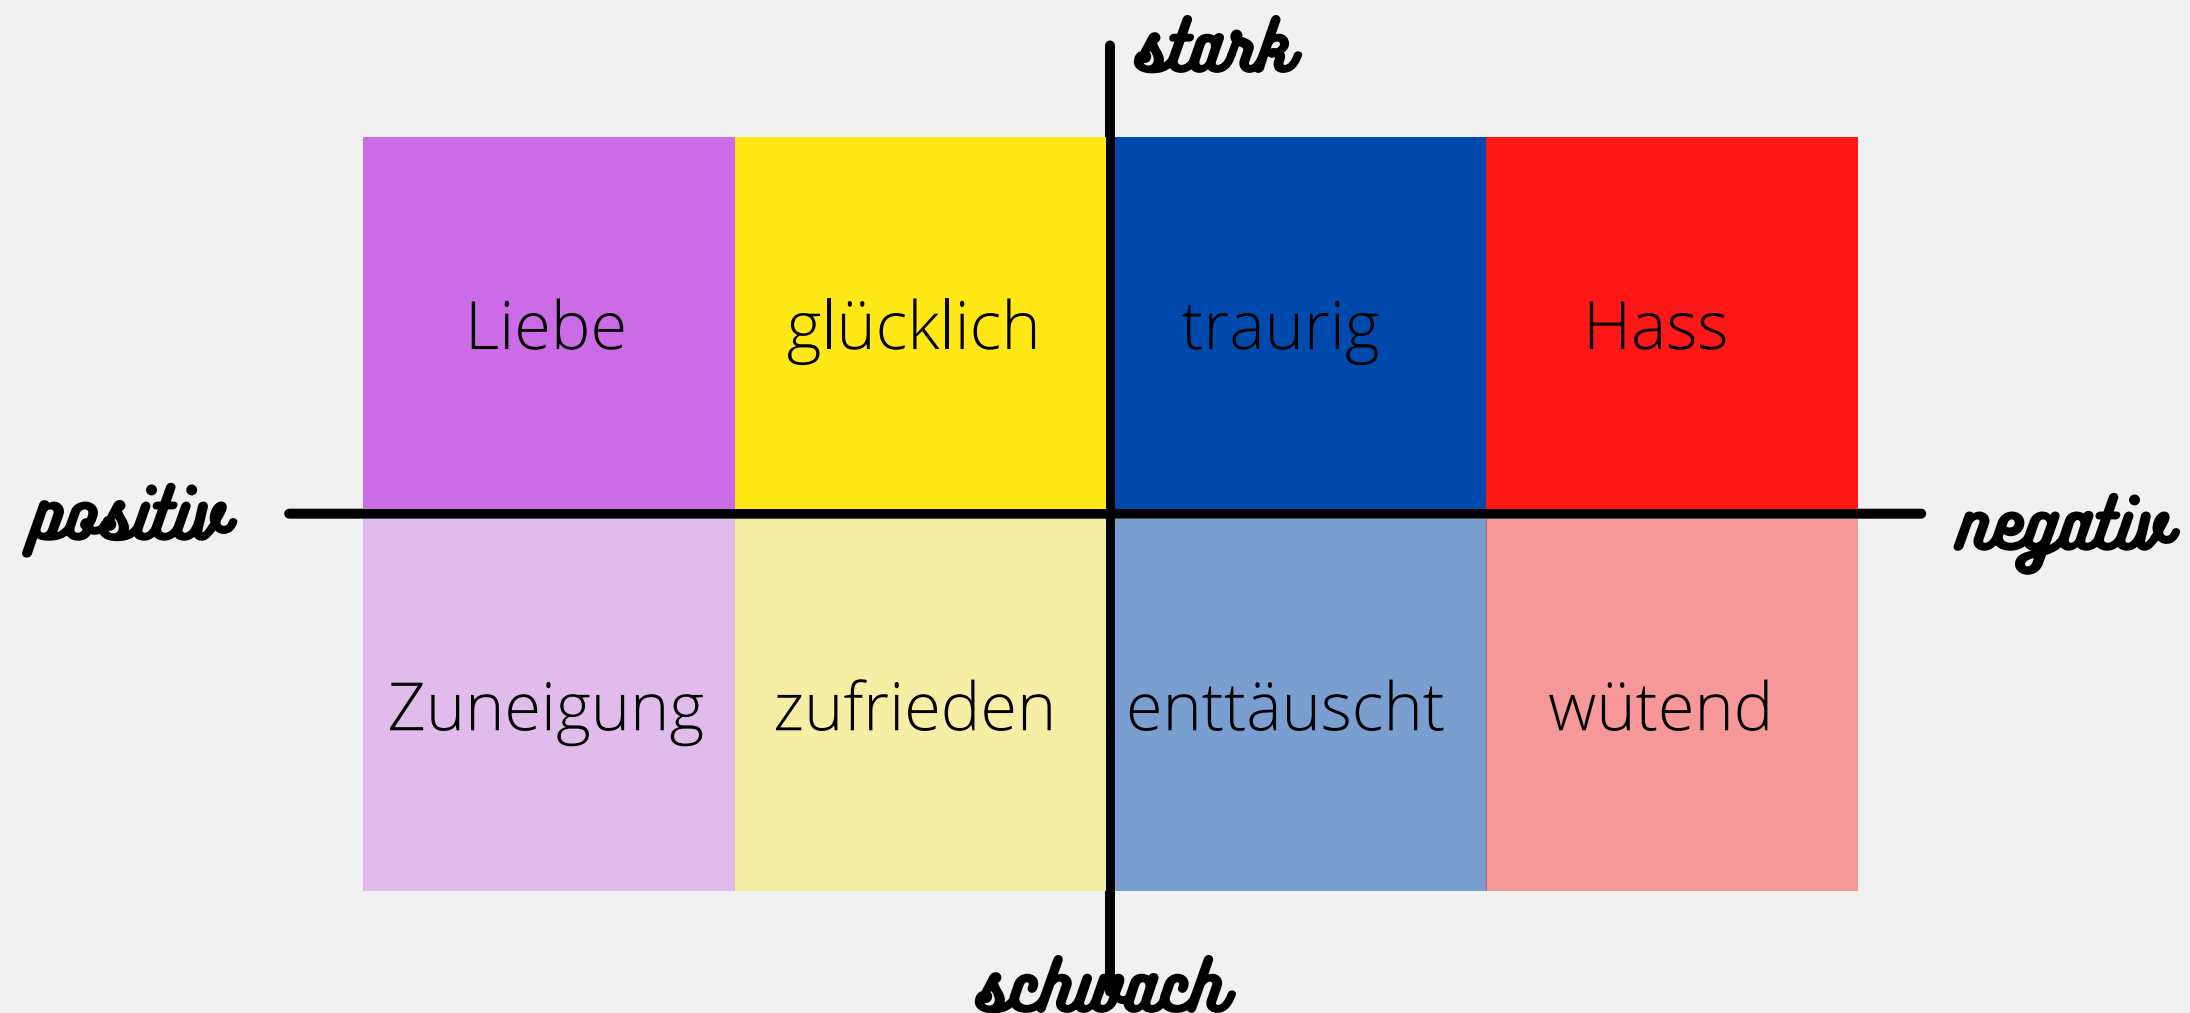 stark
Liebe glücklich traurig Hass
positiv negativ
Zuneigung zufrieden enttäuscht wütend
schwach